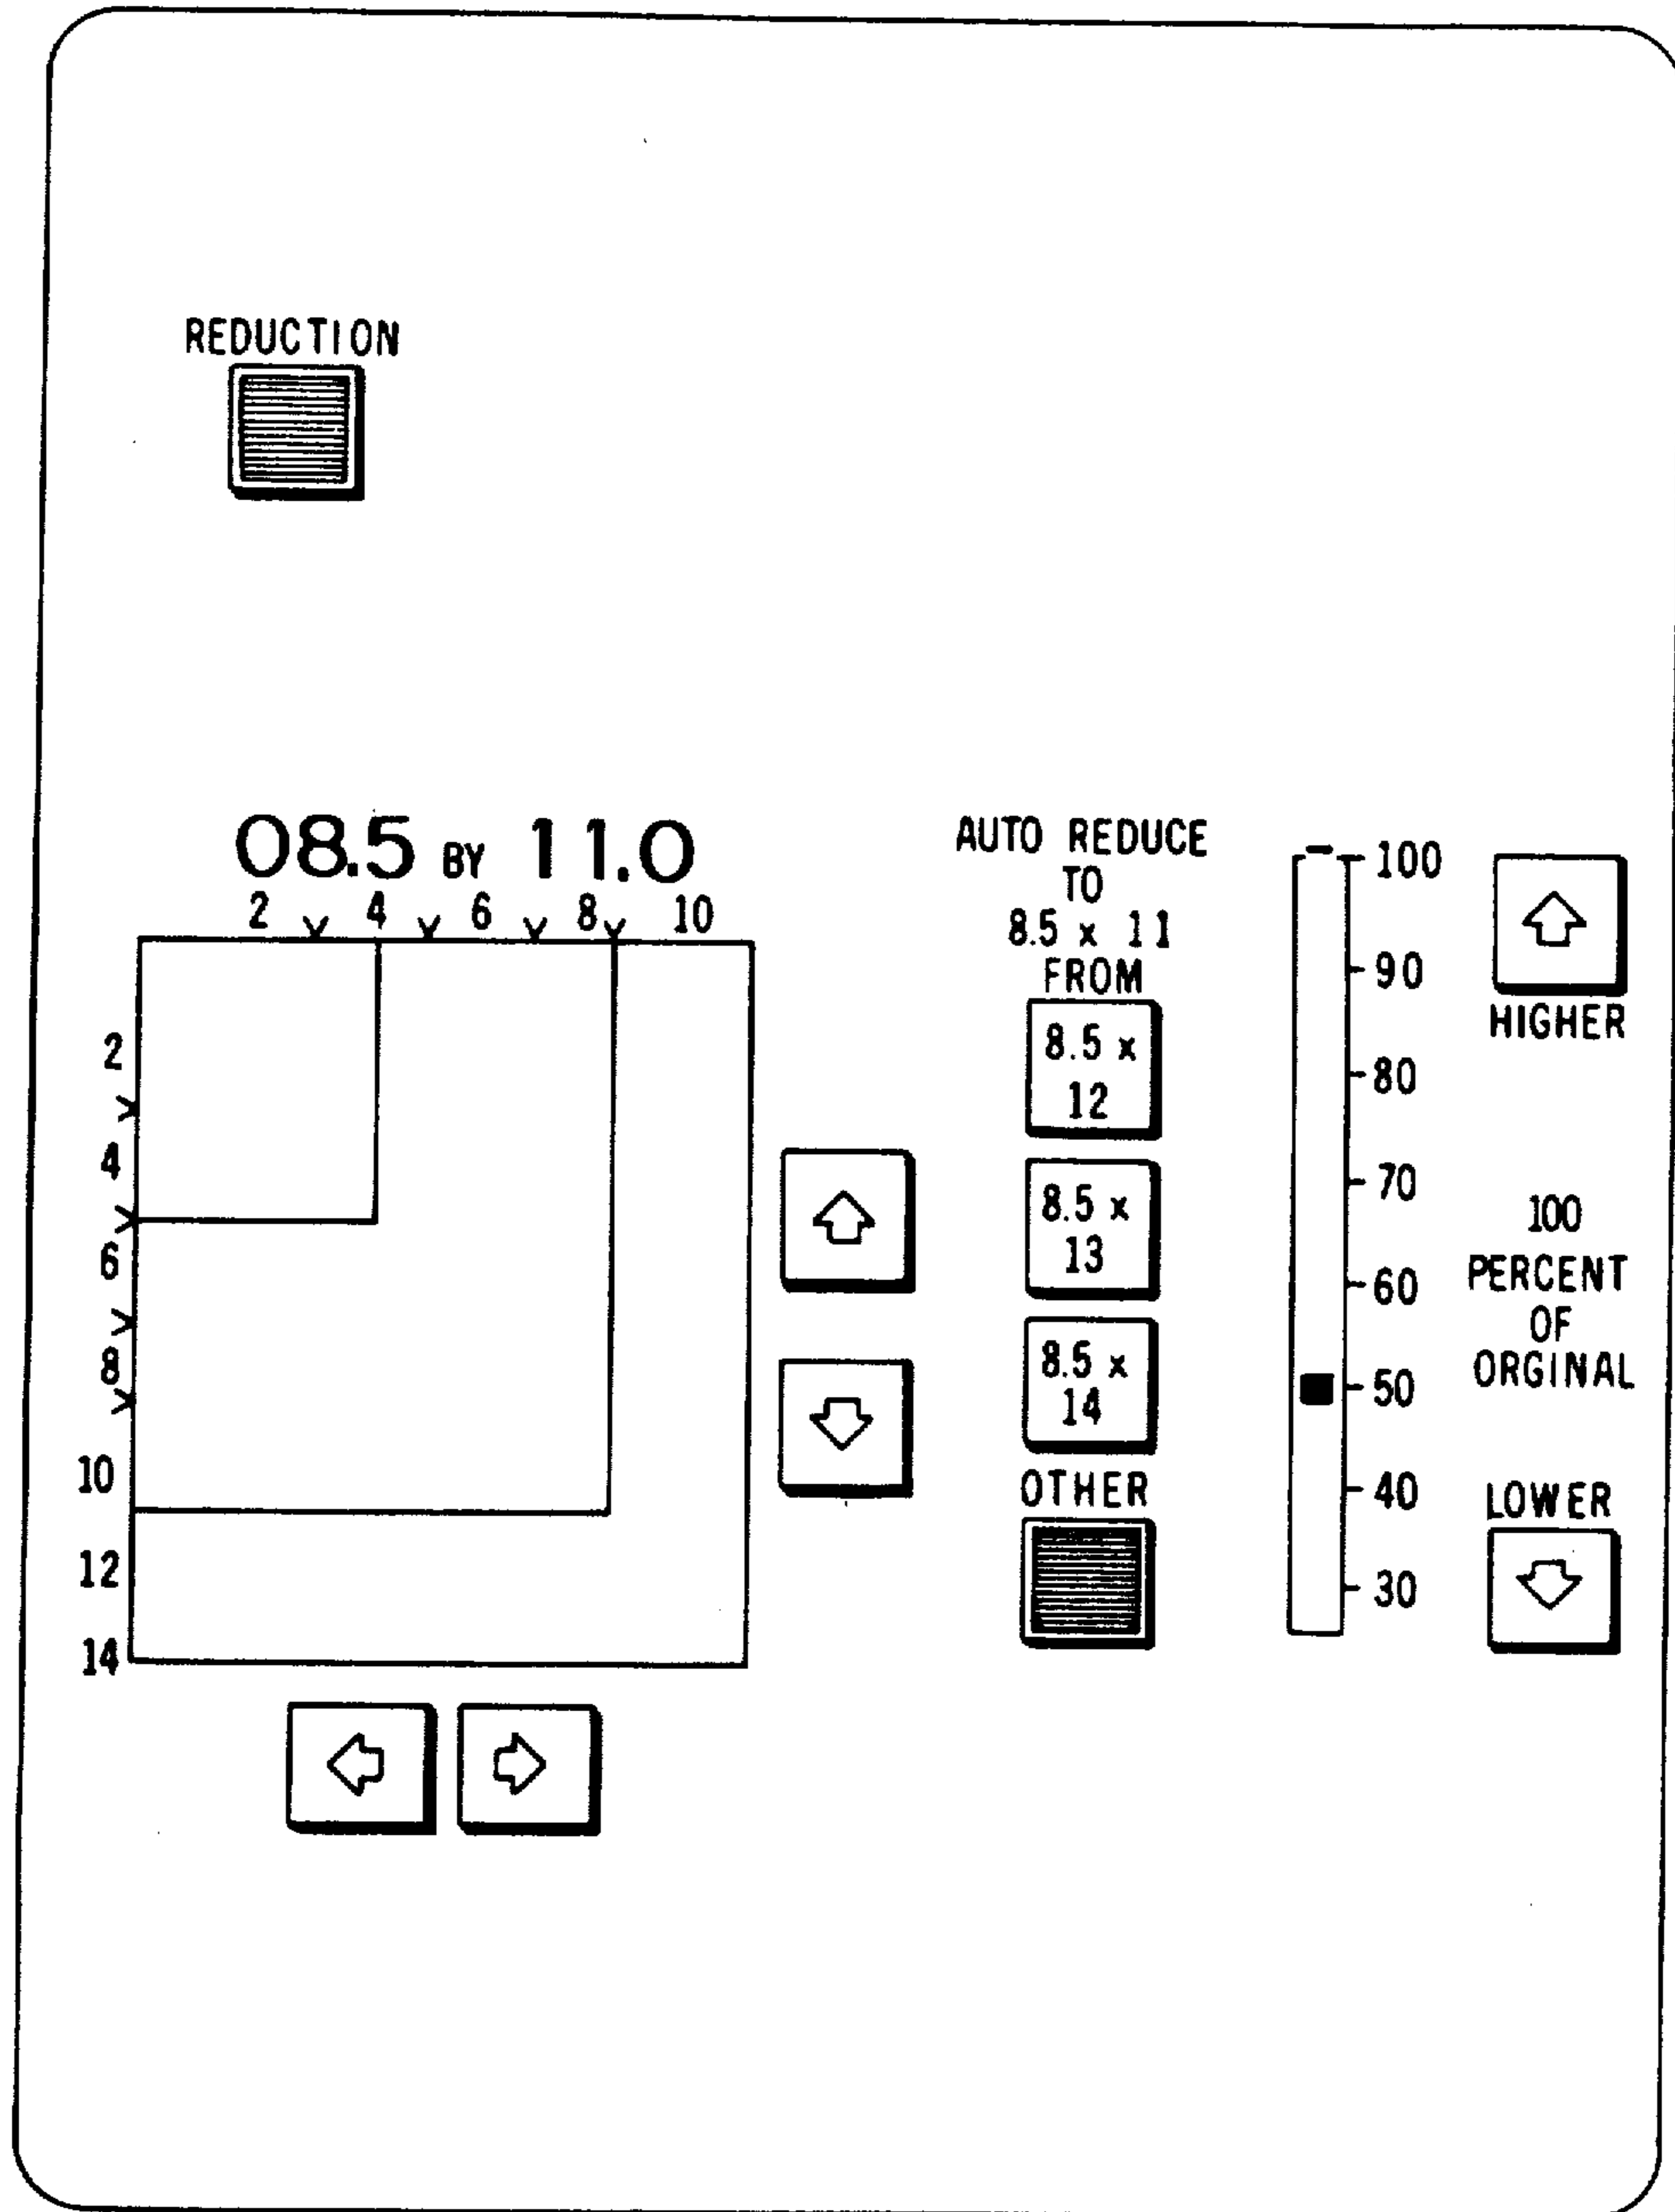 REDUCTION
08.5 BY 11.0
2 4 6 8 10
2
4
6
8
10
12
14
AUTO REDUCE
TO
8.5 x 11
FROM
8.5 x
12
8.5 x
13
8.5 x
14
OTHER
100
90
80
70
60
50
40
30
HIGHER
100
PERCENT
OF
ORGINAL
LOWER